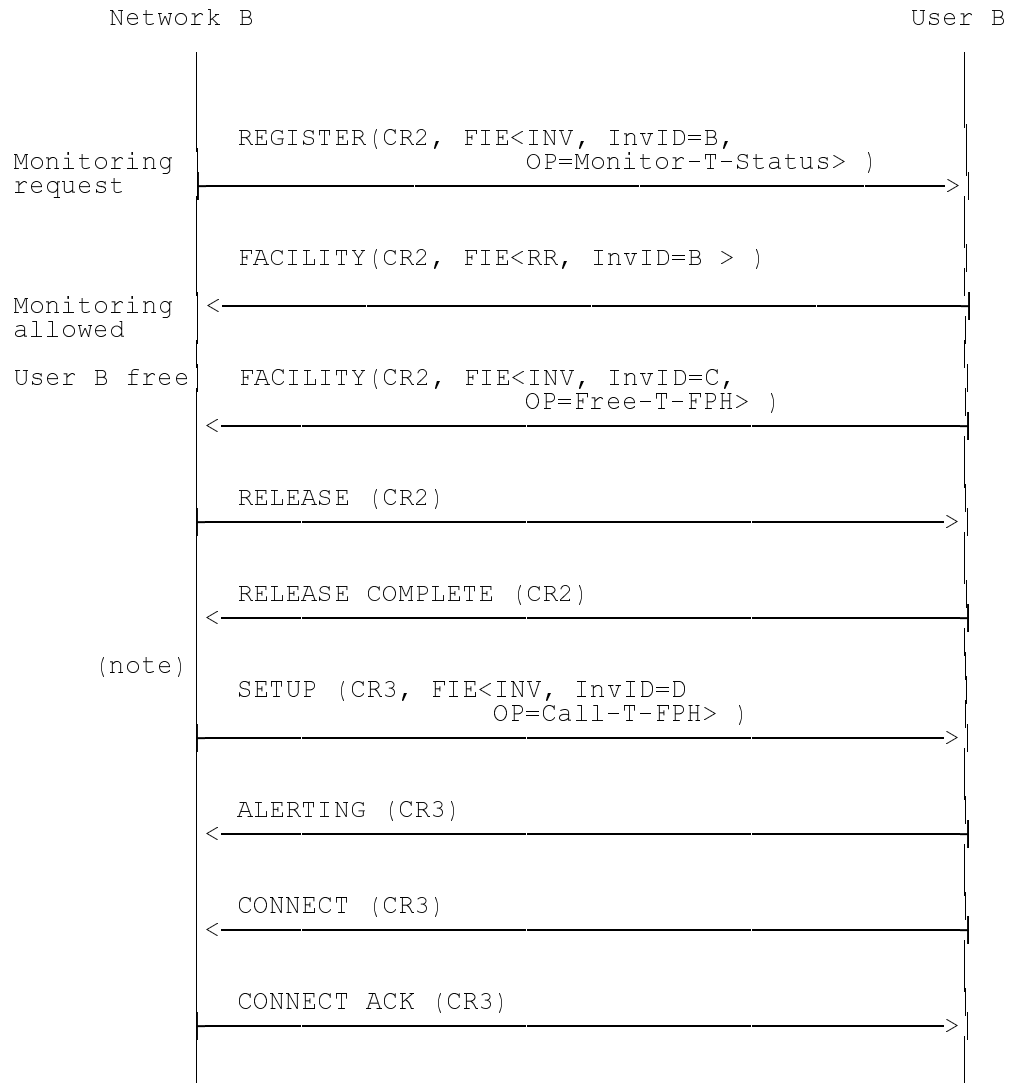 Network B User B
REGISTER(CR2, FIE<INV, InvID=B,
Monitoring OP=Monitor-T-Status> )
request
FACILITY(CR2, FIE<RR, InvID=B > )
Monitoring
allowed
User B free FACILITY(CR2, FIE<INV, InvID=C,
OP=Free-T-FPH> )
RELEASE (CR2)
RELEASE COMPLETE (CR2)
(note)
SETUP (CR3, FIE<INV, InvID=D
OP=Call-T-FPH> )
ALERTING (CR3)
CONNECT (CR3)
CONNECT ACK (CR3)